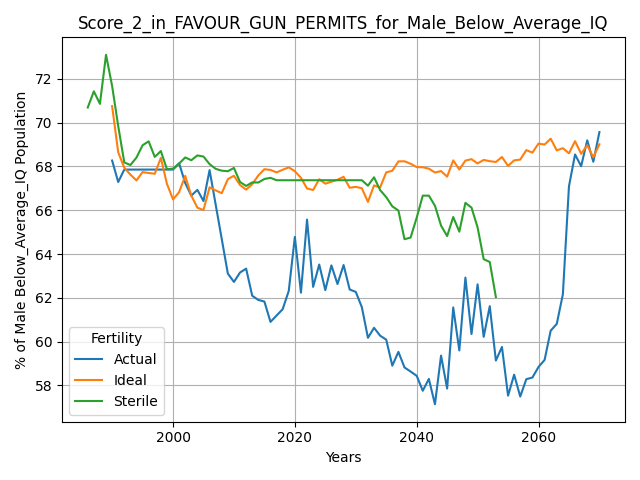 Score_2_in_FAVOUR_GUN_PERMITS_for_Male_Below_Average_IQ
% of Male Below_Average_IQ Population
72
70
68
66
64
62
60
58
Fertility
Actual
Ideal
Sterile
2000 2020 2040 2060
Years